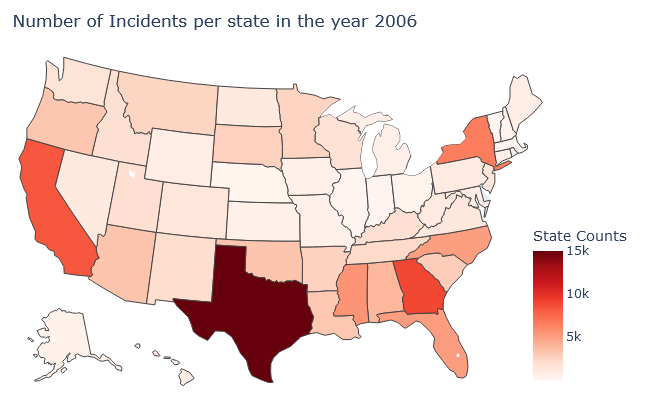 Number of Incidents per state in the year 2006
State Counts
15k
10k
5k